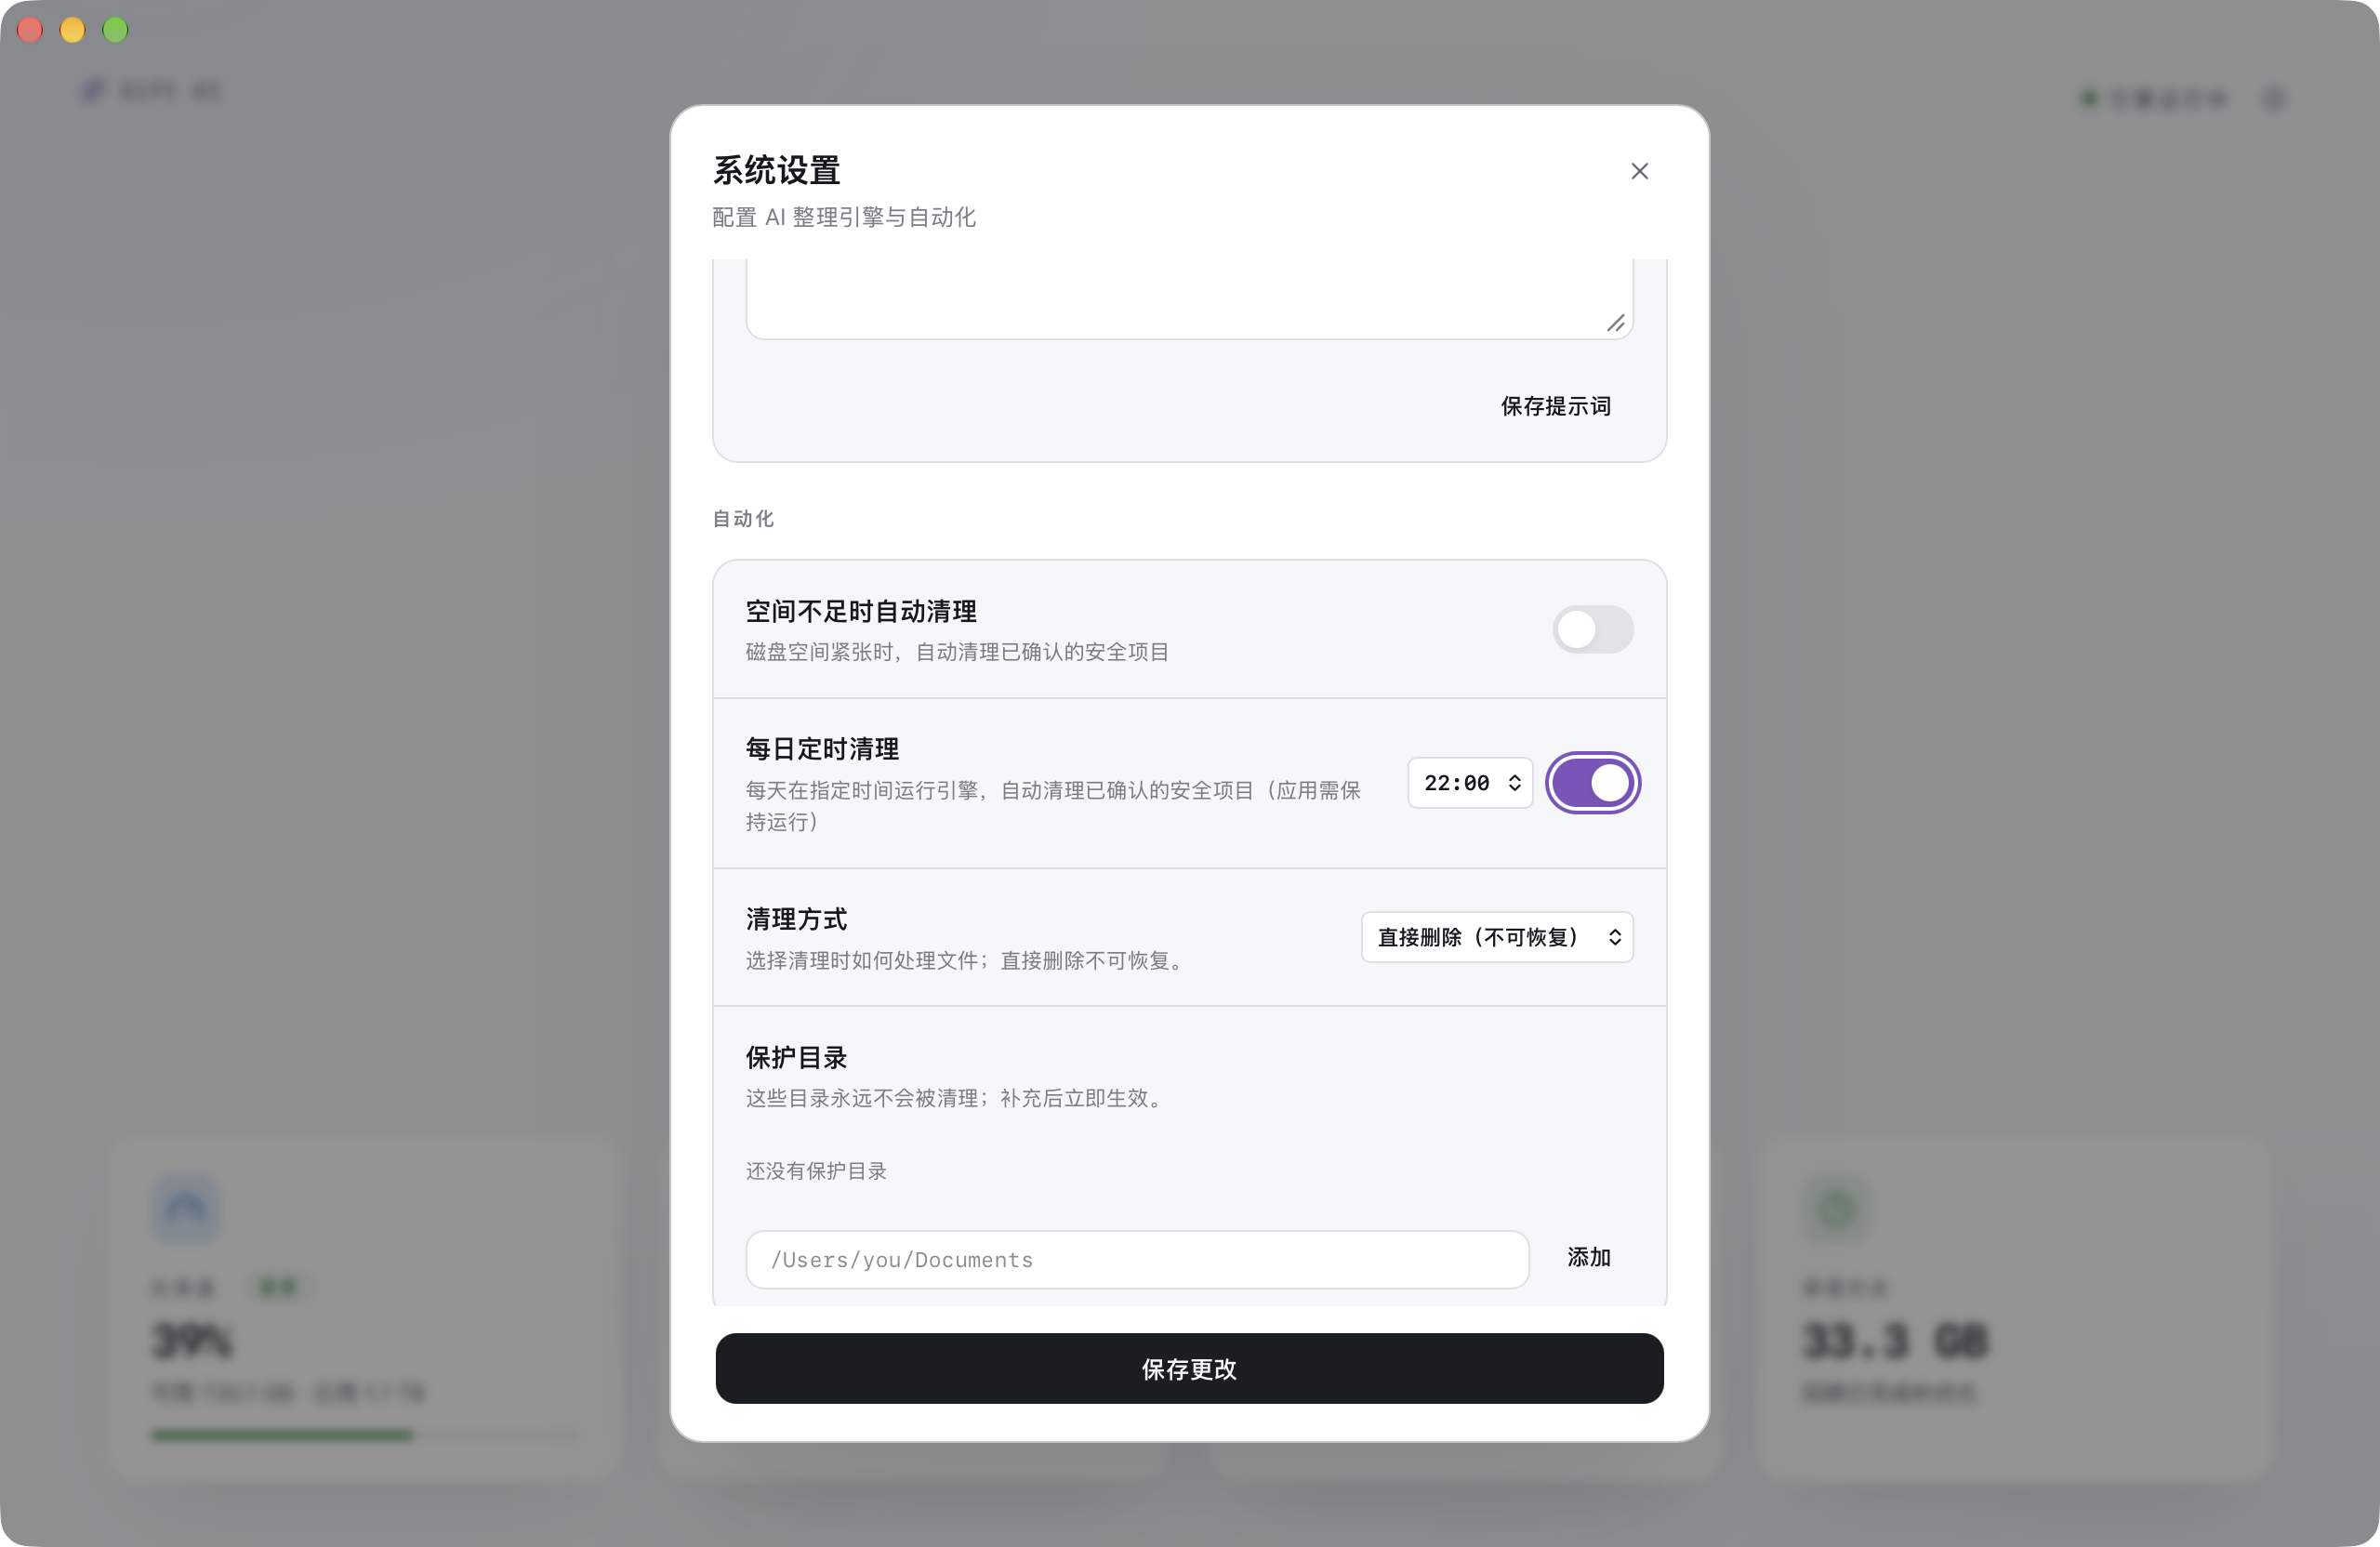 系统设置
配置 AI 整理引擎与自动化
保存提示词
自动化
空间不足时自动清理
磁盘空间紧张时，自动清理已确认的安全项目
每日定时清理
每天在指定时间运行引擎，自动清理已确认的安全项目（应用需保
持运行）
22:00
清理方式
选择清理时如何处理文件；直接删除不可恢复。
直接删除（不可恢复）
保护目录
这些目录永远不会被清理；补充后立即生效。
还没有保护目录
/Users/you/Documents
添加
保存更改
39%
33.3 GB